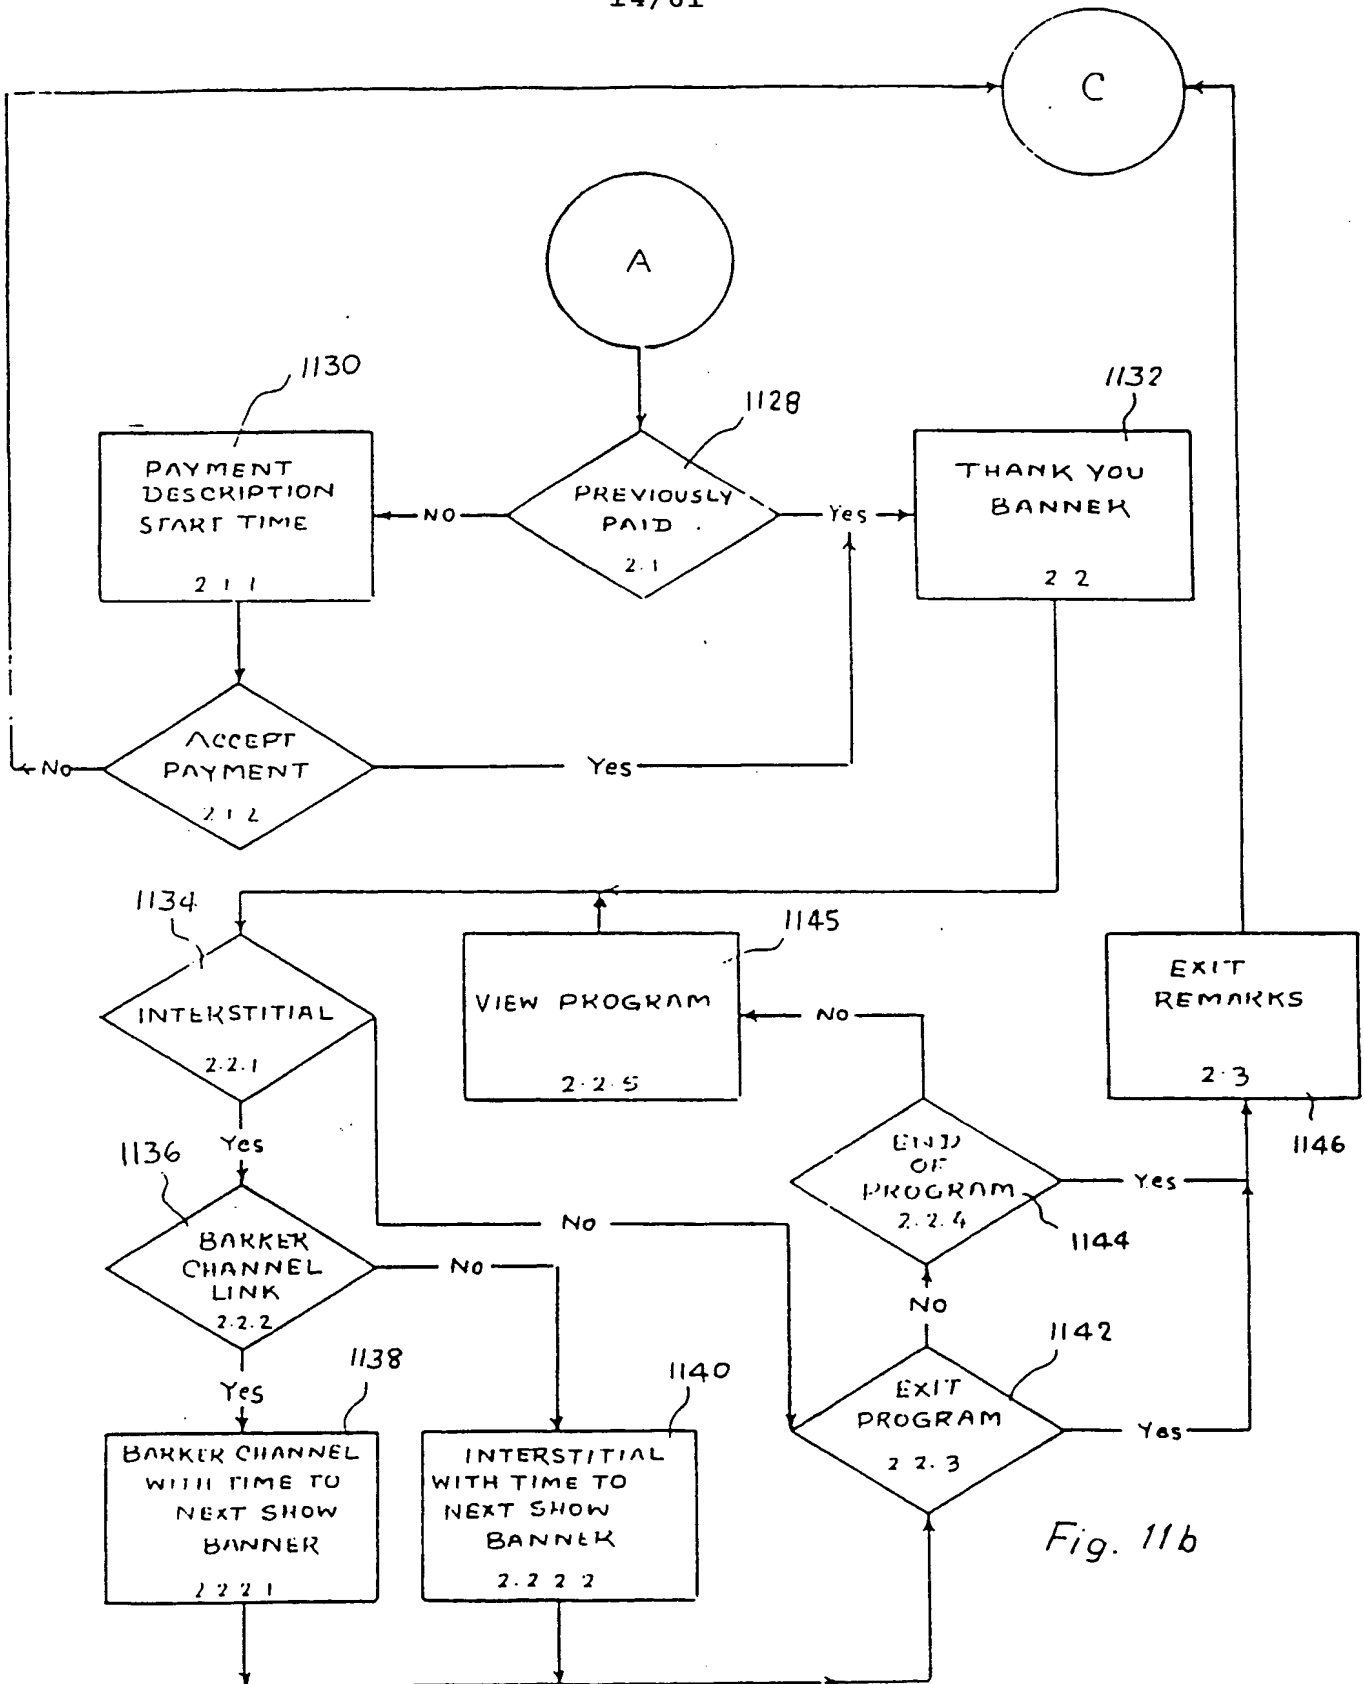 14/61
C
A
1130
1128
1132
PAYMENT
DESCRIPTION
START TIME
2 1 1
NO
PREVIOUSLY
PAID
2.1
Yes
THANK YOU
BANNER
2 2
ACCEPT
PAYMENT
2 1 2
No
Yes
1134
INTERSTITIAL
2.2.1
1145
VIEW PROGRAM
2.2.5
NO
EXIT
REMARKS
2.3
1146
Yes
1136
BARKER
CHANNEL
LINK
2.2.2
No
No
END
OF
PROGRAM
2.2.4
Yes
1144
No
1142
EXIT
PROGRAM
2 2.3
Yes
Yes
1138
BARKER CHANNEL
WITH TIME TO
NEXT SHOW
BANNER
2 2 2 1
1140
INTERSTITIAL
WITH TIME TO
NEXT SHOW
BANNER
2.2 2 2
Fig. 11b